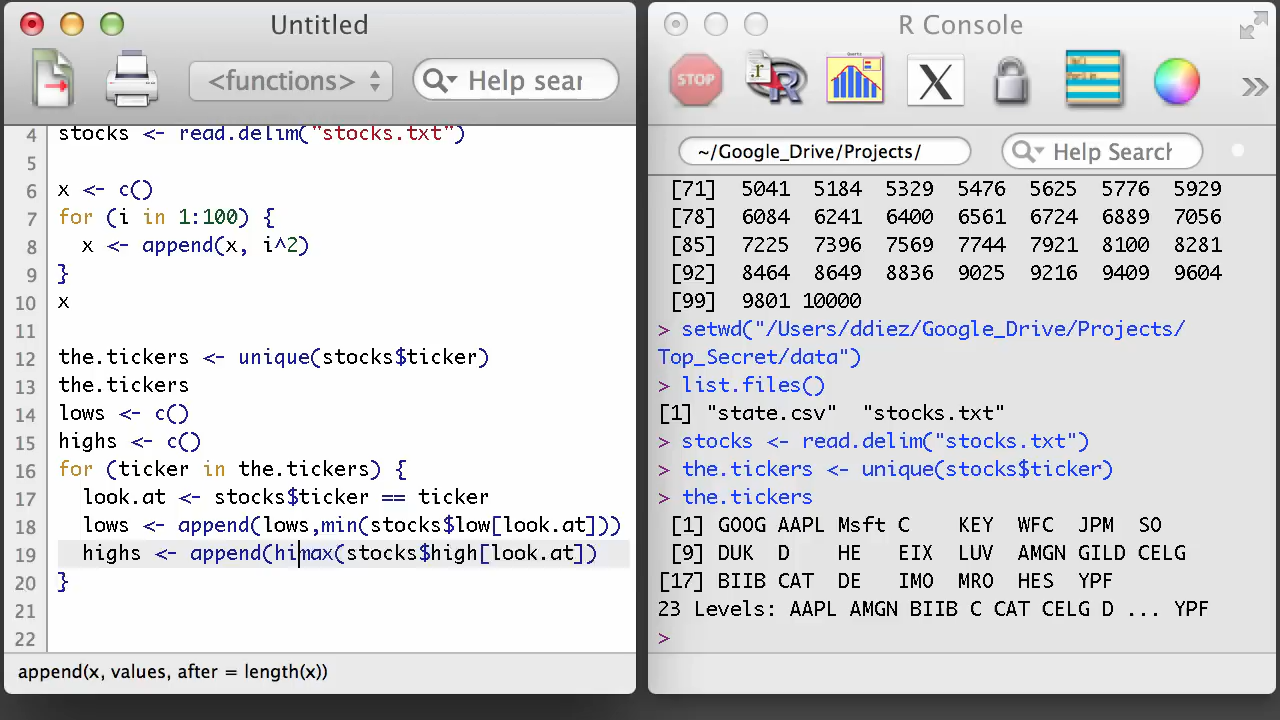 Untitled
<functions>
Help sear
4 stocks <- read.delim("stocks.txt")
5
6 x <- c()
7 for (i in 1:100) {
8 x <- append(x, i^2)
9 }
10 x
11
12 the.tickers <- unique(stocks$ticker)
13 the.tickers
14 lows <- c()
15 highs <- c()
16 for (ticker in the.tickers) {
17 look.at <- stocks$ticker == ticker
18 lows <- append(lows,min(stocks$low[look.at]))
19 highs <- append(himax(stocks$high[look.at])
20 }
21
22
append(x, values, after = length(x))
R Console
STOP
r R
X
»
~/Google_Drive/Projects/
Help Search
[71] 5041 5184 5329 5476 5625 5776 5929
[78] 6084 6241 6400 6561 6724 6889 7056
[85] 7225 7396 7569 7744 7921 8100 8281
[92] 8464 8649 8836 9025 9216 9409 9604
[99] 9801 10000
> setwd("/Users/ddiez/Google_Drive/Projects/
Top_Secret/data")
> list.files()
[1] "state.csv" "stocks.txt"
> stocks <- read.delim("stocks.txt")
> the.tickers <- unique(stocks$ticker)
> the.tickers
[1] GOOG AAPL Msft C KEY WFC JPM SO
[9] DUK D HE EIX LUV AMGN GILD CELG
[17] BIIB CAT DE IMO MRO HES YPF
23 Levels: AAPL AMGN BIIB C CAT CELG D ... YPF
>